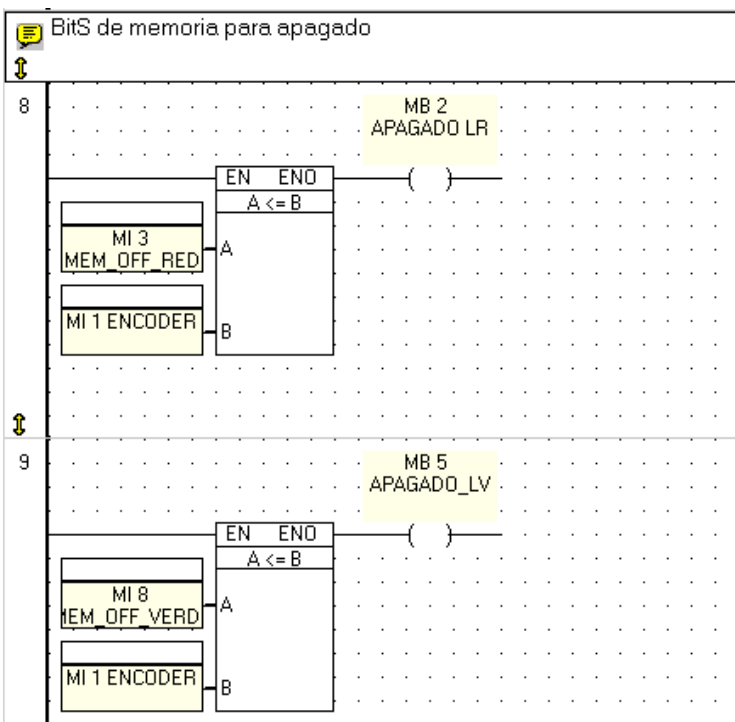 BitS de memoria para apagado
8
MB 2
APAGADO LR
EN ENO
A <= B
MI 3
MEM_OFF_RED
A
MI 1 ENCODER
B
9
MB 5
APAGADO_LV
EN ENO
A <= B
MI 8
IEM_OFF_VERD
A
MI 1 ENCODER
B